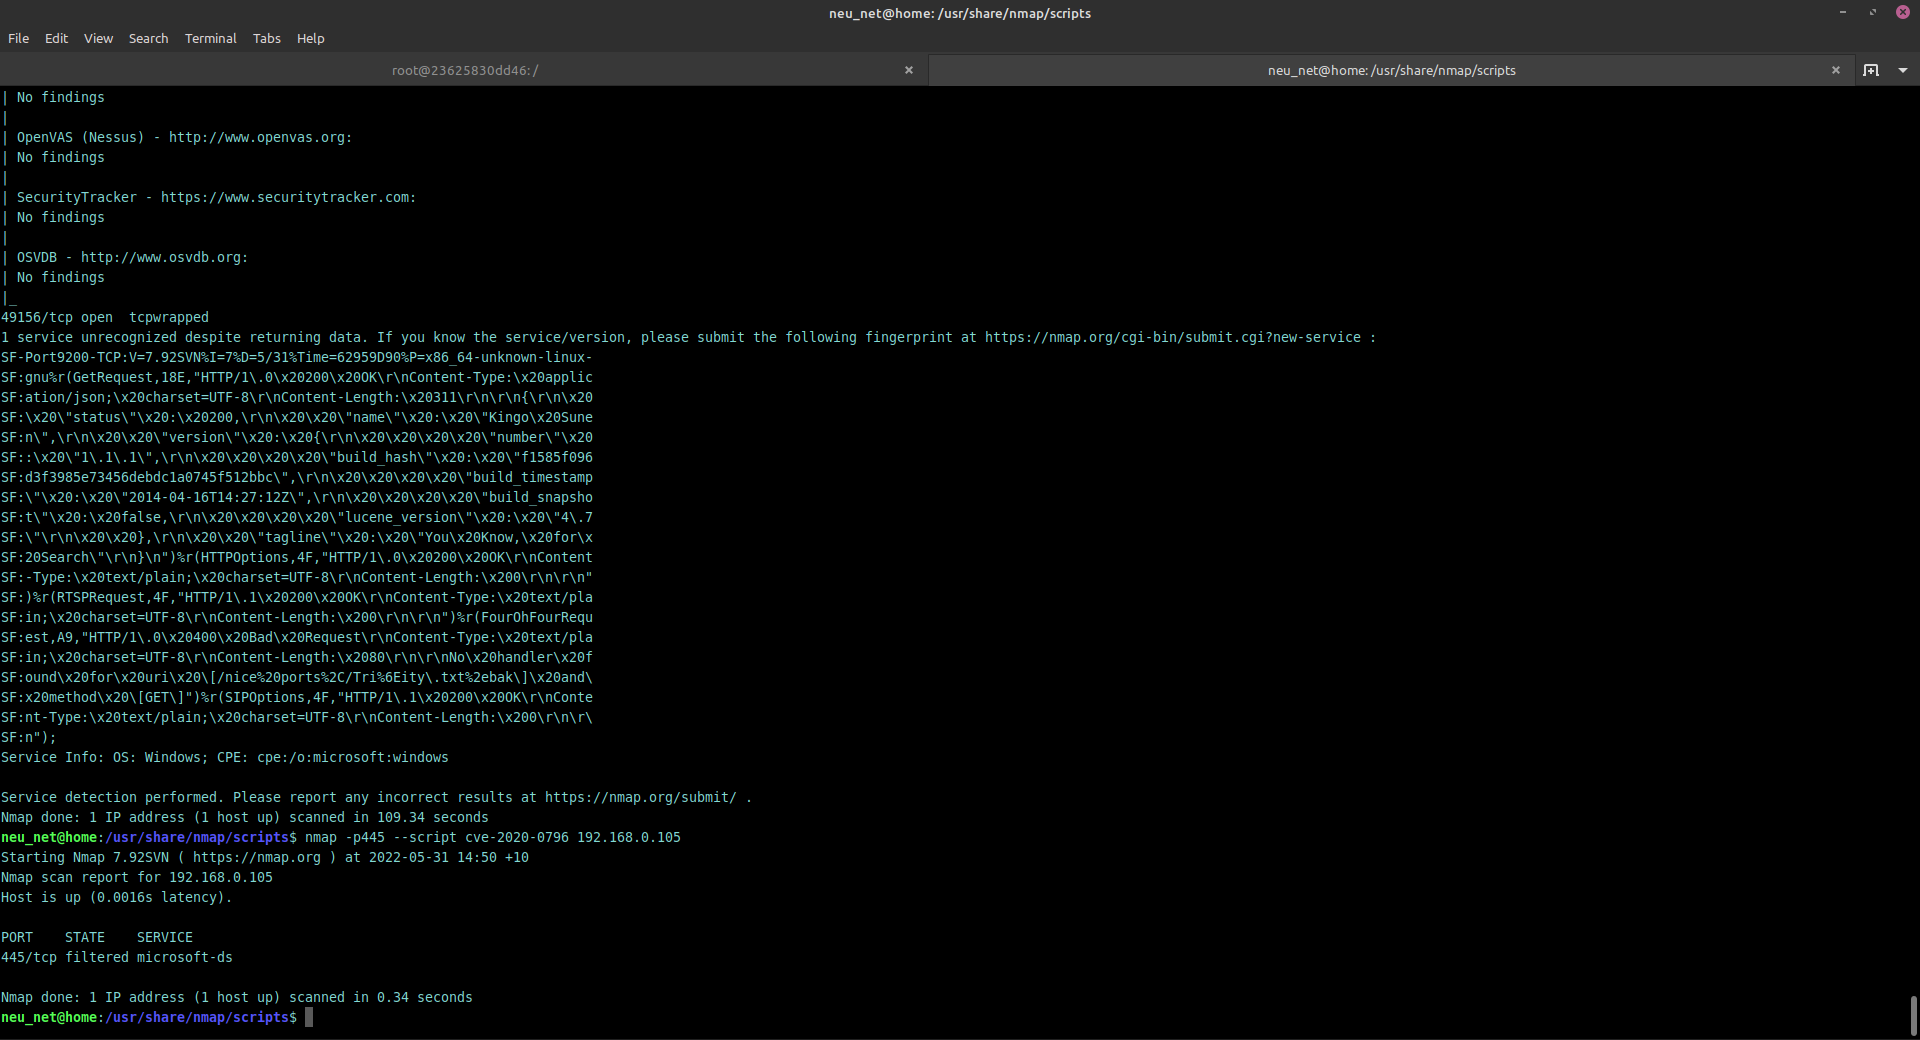 neu_net@home: /usr/share/nmap/scripts
File Edit View Search Terminal Tabs Help
root@23625830dd46: /
neu_net@home: /usr/share/nmap/scripts
| No findings
|
| OpenVAS (Nessus) - http://www.openvas.org:
| No findings
|
| SecurityTracker - https://www.securitytracker.com:
| No findings
|
| OSVDB - http://www.osvdb.org:
| No findings
|_
49156/tcp open  tcpwrapped
1 service unrecognized despite returning data. If you know the service/version, please submit the following fingerprint at https://nmap.org/cgi-bin/submit.cgi?new-service :
SF-Port9200-TCP:V=7.92SVN%I=7%D=5/31%Time=62959D90%P=x86_64-unknown-linux-
SF:gnu%r(GetRequest,18E,"HTTP/1\.0\x20200\x20OK\r\nContent-Type:\x20applic
SF:ation/json;\x20charset=UTF-8\r\nContent-Length:\x20311\r\n\r\n{\r\n\x20
SF:\x20\"status\"\x20:\x20200,\r\n\x20\x20\"name\"\x20:\x20\"Kingo\x20Sune
SF:n\",\r\n\x20\x20\"version\"\x20:\x20{\r\n\x20\x20\x20\x20\"number\"\x20
SF::\x20\"1\.1\.1\",\r\n\x20\x20\x20\x20\"build_hash\"\x20:\x20\"f1585f096
SF:d3f3985e73456debdc1a0745f512bbc\",\r\n\x20\x20\x20\x20\"build_timestamp
SF:\"\x20:\x20\"2014-04-16T14:27:12Z\",\r\n\x20\x20\x20\x20\"build_snapsho
SF:t\"\x20:\x20false,\r\n\x20\x20\x20\x20\"lucene_version\"\x20:\x20\"4\.7
SF:\"\r\n\x20\x20},\r\n\x20\x20\"tagline\"\x20:\x20\"You\x20Know,\x20for\x
SF:20Search\"\r\n}\n")%r(HTTPOptions,4F,"HTTP/1\.0\x20200\x20OK\r\nContent
SF:-Type:\x20text/plain;\x20charset=UTF-8\r\nContent-Length:\x200\r\n\r\n"
SF:)%r(RTSPRequest,4F,"HTTP/1\.1\x20200\x20OK\r\nContent-Type:\x20text/pla
SF:in;\x20charset=UTF-8\r\nContent-Length:\x200\r\n\r\n")%r(FourOhFourRequ
SF:est,A9,"HTTP/1\.0\x20400\x20Bad\x20Request\r\nContent-Type:\x20text/pla
SF:in;\x20charset=UTF-8\r\nContent-Length:\x2080\r\n\r\nNo\x20handler\x20f
SF:ound\x20for\x20uri\x20\[/nice%20ports%2C/Tri%6Eity\.txt%2ebak\]\x20and\
SF:x20method\x20\[GET\]")%r(SIPOptions,4F,"HTTP/1\.1\x20200\x20OK\r\nConte
SF:nt-Type:\x20text/plain;\x20charset=UTF-8\r\nContent-Length:\x200\r\n\r\
SF:n");
Service Info: OS: Windows; CPE: cpe:/o:microsoft:windows
Service detection performed. Please report any incorrect results at https://nmap.org/submit/ .
Nmap done: 1 IP address (1 host up) scanned in 109.34 seconds
neu_net@home:/usr/share/nmap/scripts$ nmap -p445 --script cve-2020-0796 192.168.0.105
Starting Nmap 7.92SVN ( https://nmap.org ) at 2022-05-31 14:50 +10
Nmap scan report for 192.168.0.105
Host is up (0.0016s latency).
PORT    STATE    SERVICE
445/tcp filtered microsoft-ds
Nmap done: 1 IP address (1 host up) scanned in 0.34 seconds
neu_net@home:/usr/share/nmap/scripts$